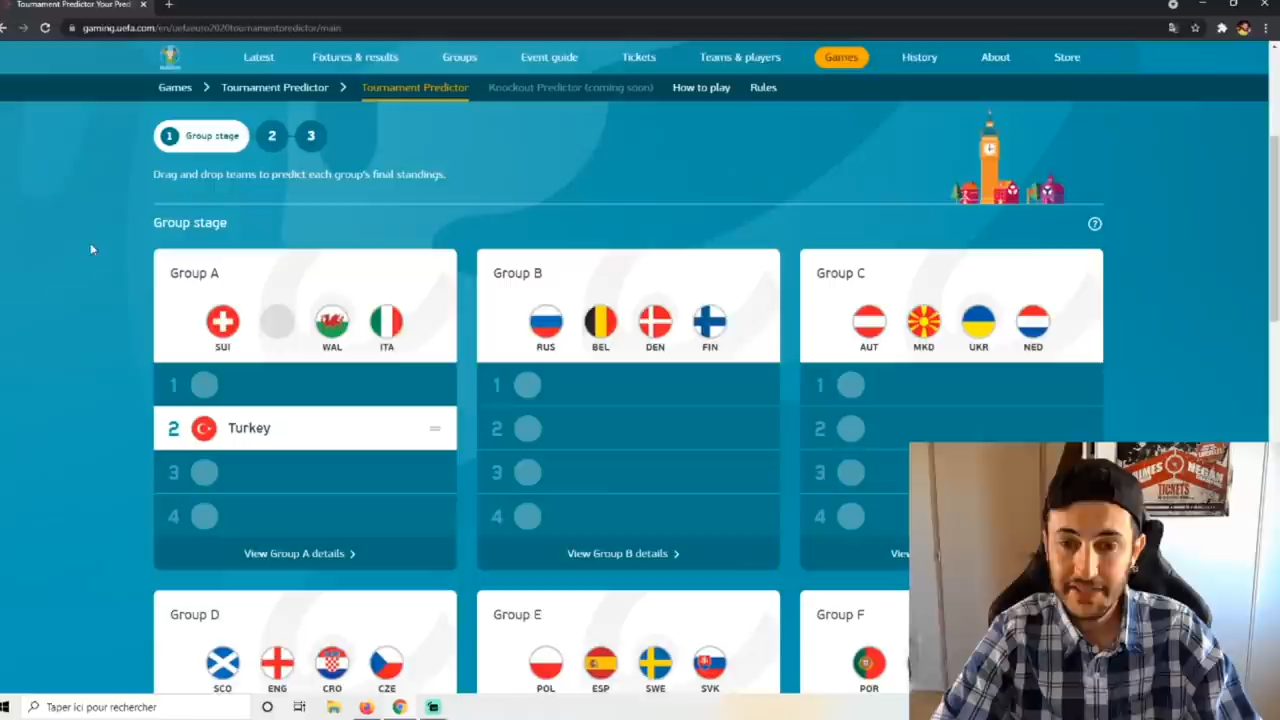 Tournament Predictor Your Pred
gaming.uefa.com/en/uefaeuro2020tournamentpredictor/main
Latest Fixtures & results Groups Event guide Tickets Teams & players Games History About Store
Games Tournament Predictor Tournament Predictor Knockout Predictor (coming soon) How to play Rules
1 Group stage 2 3
Drag and drop teams to predict each group's final standings.
Group stage
?
Group A
SUI WAL ITA
1
2 Turkey
3
4
View Group A details
Group B
RUS BEL DEN FIN
1
2
3
4
View Group B details
Group C
AUT MKD UKR NED
1
2
3
4
Group D
SCO ENG CRO CZE
Group E
POL ESP SWE SVK
Group F
POR
NEGAN
TICKETS
Taper ici pour rechercher